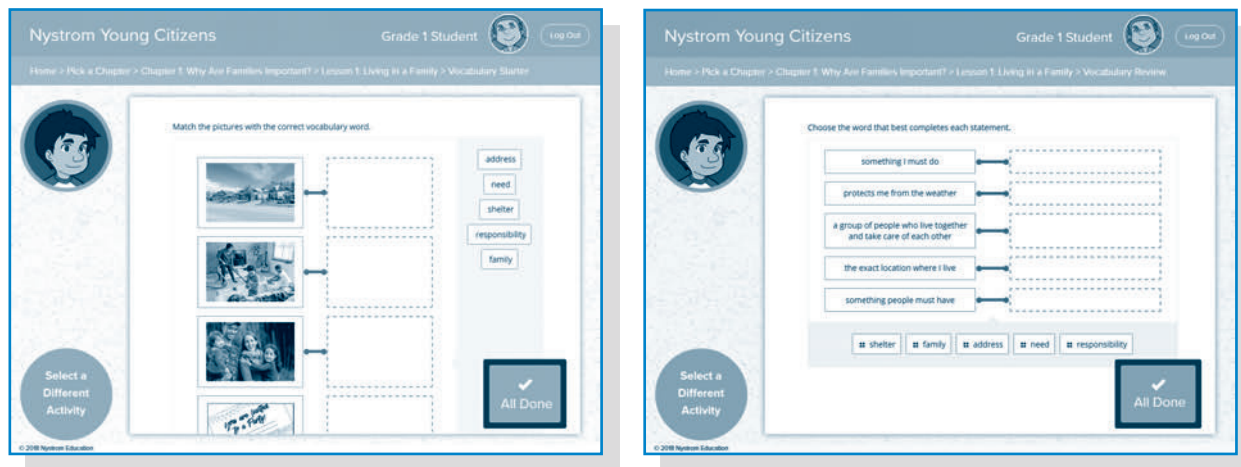 Nystrom Young Citizens
Grade 1 Student
Log Out
Home > Pick a Chapter > Chapter 1: Why Are Families Important? > Lesson 1: Living in a Family > Vocabulary Starter
Match the pictures with the correct vocabulary word.
address
need
shelter
responsibility
family
you are invited
to a Party!
Select a
Different
Activity
All Done
© 2018 Nystrom Education
Nystrom Young Citizens
Grade 1 Student
Log Out
Home > Pick a Chapter > Chapter 1: Why Are Families Important? > Lesson 1: Living in a Family > Vocabulary Review
Choose the word that best completes each statement.
something I must do
protects me from the weather
a group of people who live together
and take care of each other
the exact location where I live
something people must have
shelter family address need responsibility
Select a
Different
Activity
All Done
© 2018 Nystrom Education